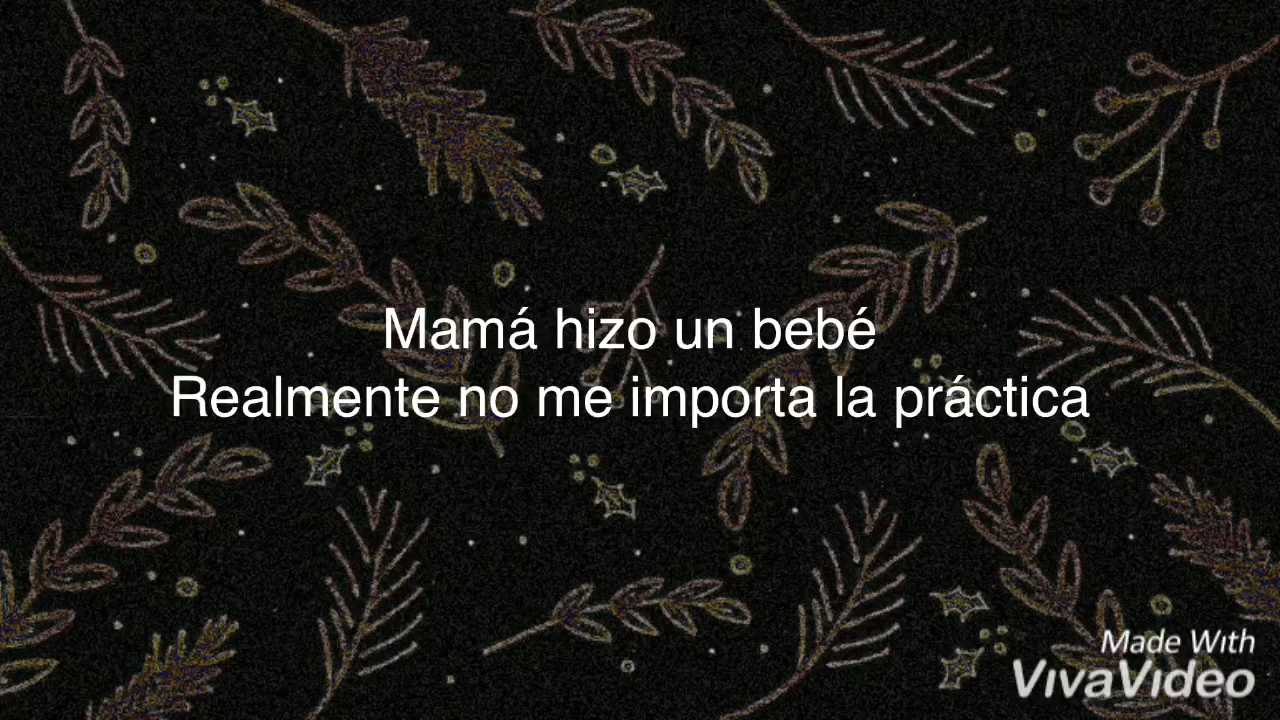 Mamá hizo un bebé
Realmente no me importa la práctica
Made With
VivaVideo